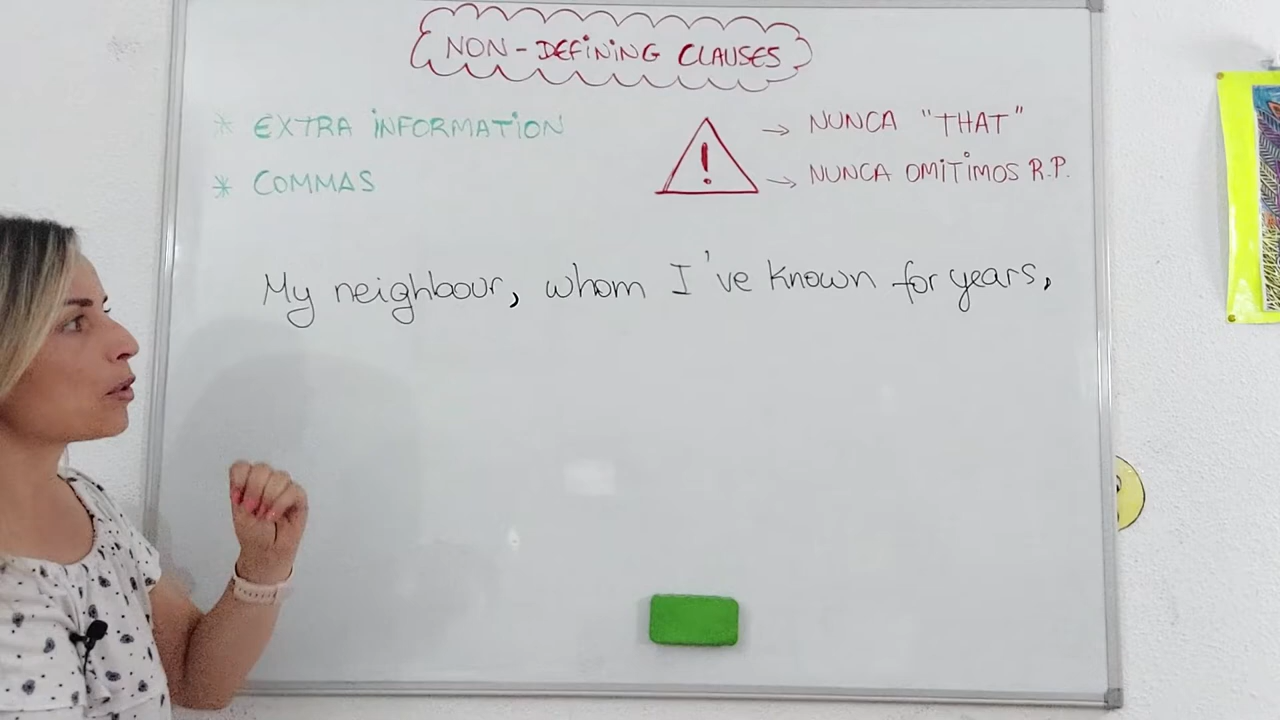 NON-DEFINING CLAUSES
* EXTRA INFORMATION
* COMMAS
! → NUNCA "THAT"
→ NUNCA OMITIMOS R.P.
My neighbour, whom I've known for years,